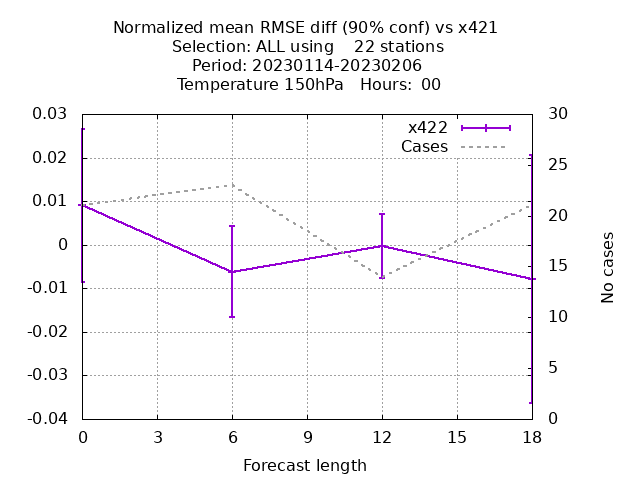 Normalized mean RMSE diff (90% conf) vs x421
Selection: ALL using    22 stations
Period: 20230114-20230206
Temperature 150hPa   Hours:  00
0.03
0.02
0.01
0
-0.01
-0.02
-0.03
-0.04
30
25
20
15
10
5
0
x422
Cases
No cases
0 3 6 9 12 15 18
Forecast length